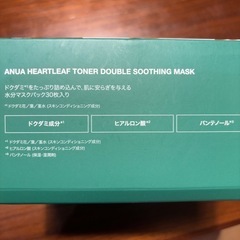 ANUA HEARTLEAF TONER DOUBLE SOOTHING MASK
ドクダミ*¹をたっぷり詰め込んで、肌に安らぎを与える
水分マスクパック30枚入り
*¹ ドクダミ花/葉/茎水 (スキンコンディショニング成分)
ドクダミ成分*¹
ヒアルロン酸*²
パンテノール*³
*¹ ドクダミ花/葉/茎水 (スキンコンディショニング成分)
*² ヒアルロン酸 (スキンコンディショニング成分)
*³ パンテノール (保湿・湿潤剤)